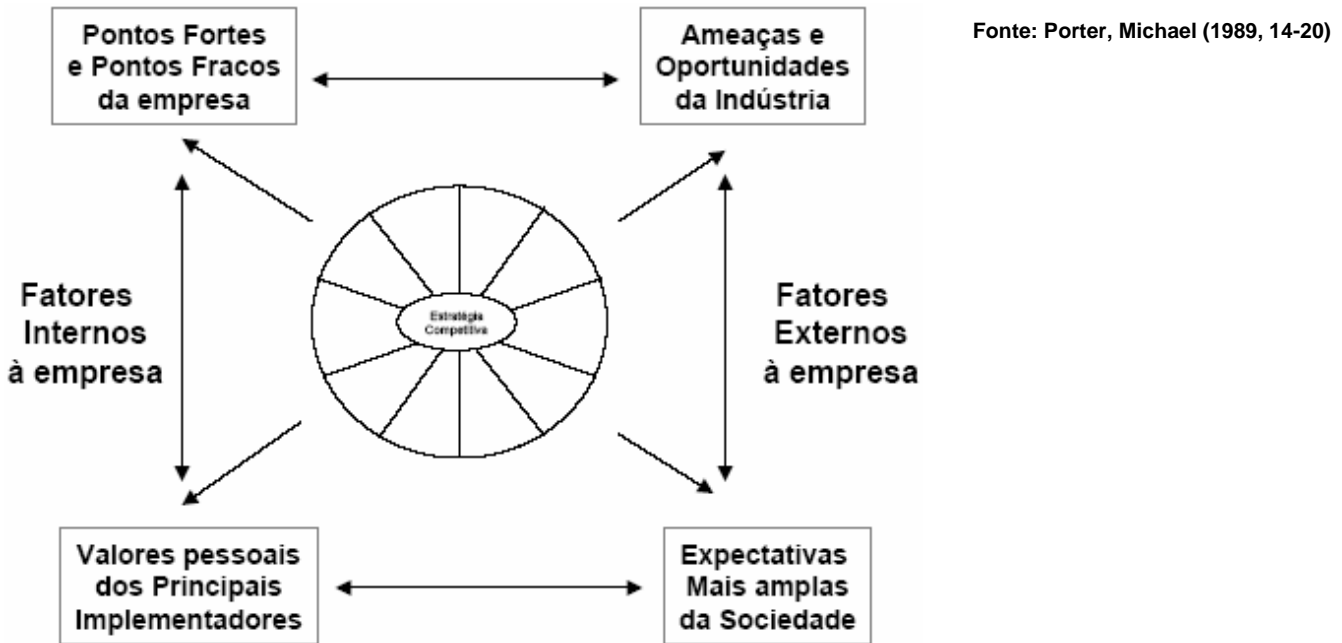 Pontos Fortes
e Pontos Fracos
da empresa
Ameaças e
Oportunidades
da Indústria
Fonte: Porter, Michael (1989, 14-20)
Fatores
Internos
à empresa
Estratégia
Competitiva
Fatores
Externos
à empresa
Valores pessoais
dos Principais
Implementadores
Expectativas
Mais amplas
da Sociedade